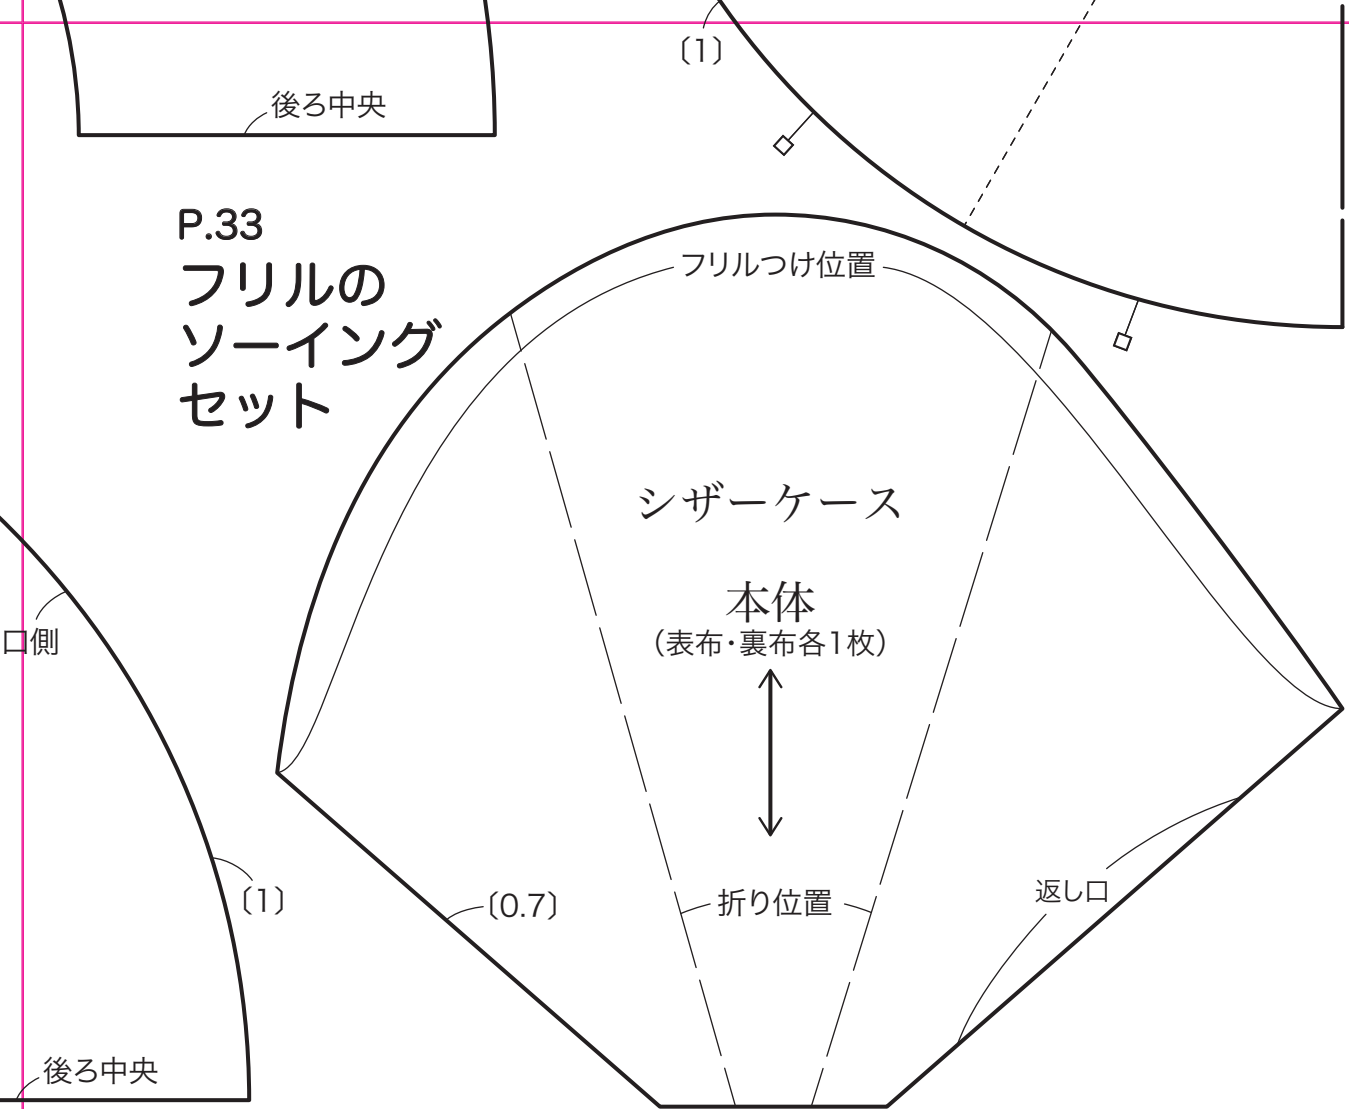 〔1〕
後ろ中央
P.33
フリルの
ソーイング
セット
フリルつけ位置
シザーケース
本体
（表布・裏布各1枚）
口側
〔1〕
〔0.7〕
折り位置
返し口
後ろ中央